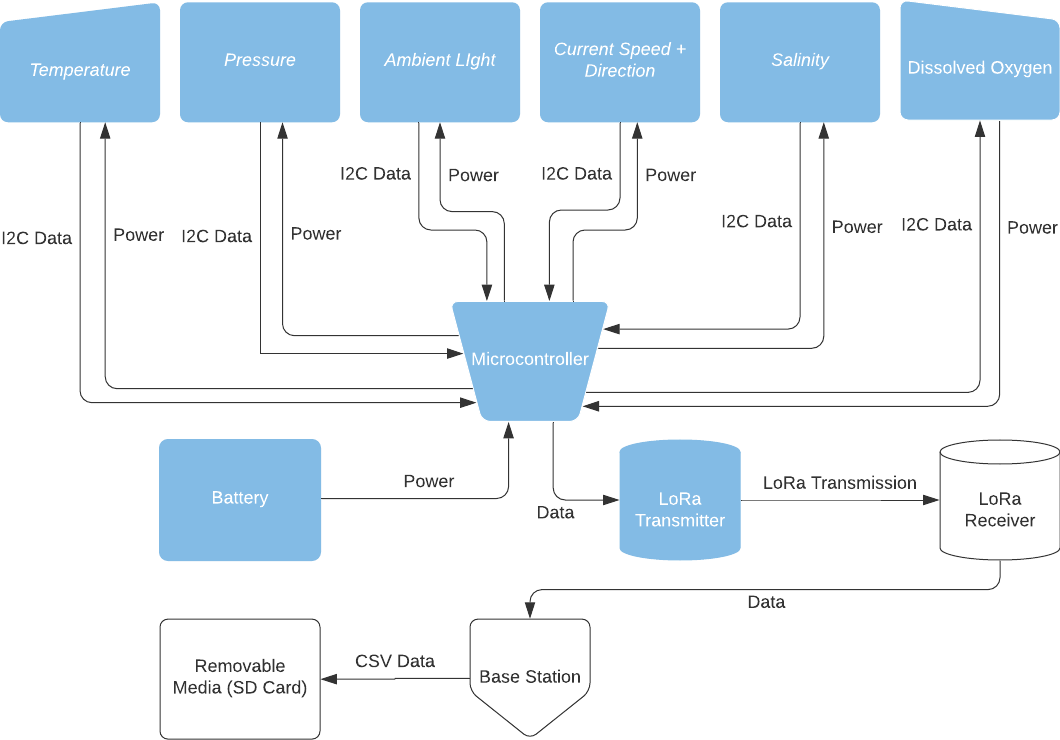 Temperature
Pressure
Ambient LIght
Current Speed +
Direction
Salinity
Dissolved Oxygen
I2C Data
Power
I2C Data
Power
I2C Data
Power
I2C Data
Power
I2C Data
Power
I2C Data
Power
Microcontroller
Battery
Power
Data
LoRa
Transmitter
LoRa Transmission
LoRa
Receiver
Data
Removable
Media (SD Card)
CSV Data
Base Station